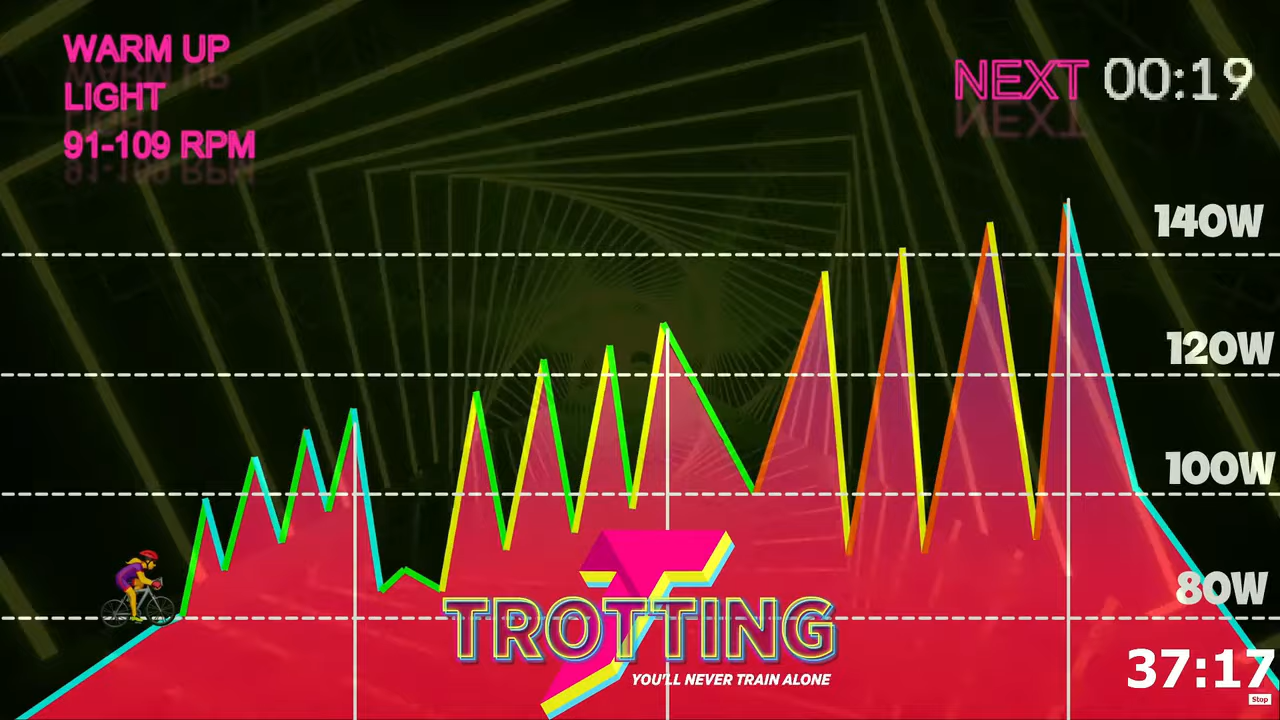 WARM UP
LIGHT
91-109 RPM
NEXT 00:19
140W
120W
100W
80W
TROTTING
YOU'LL NEVER TRAIN ALONE
37:17
Stop